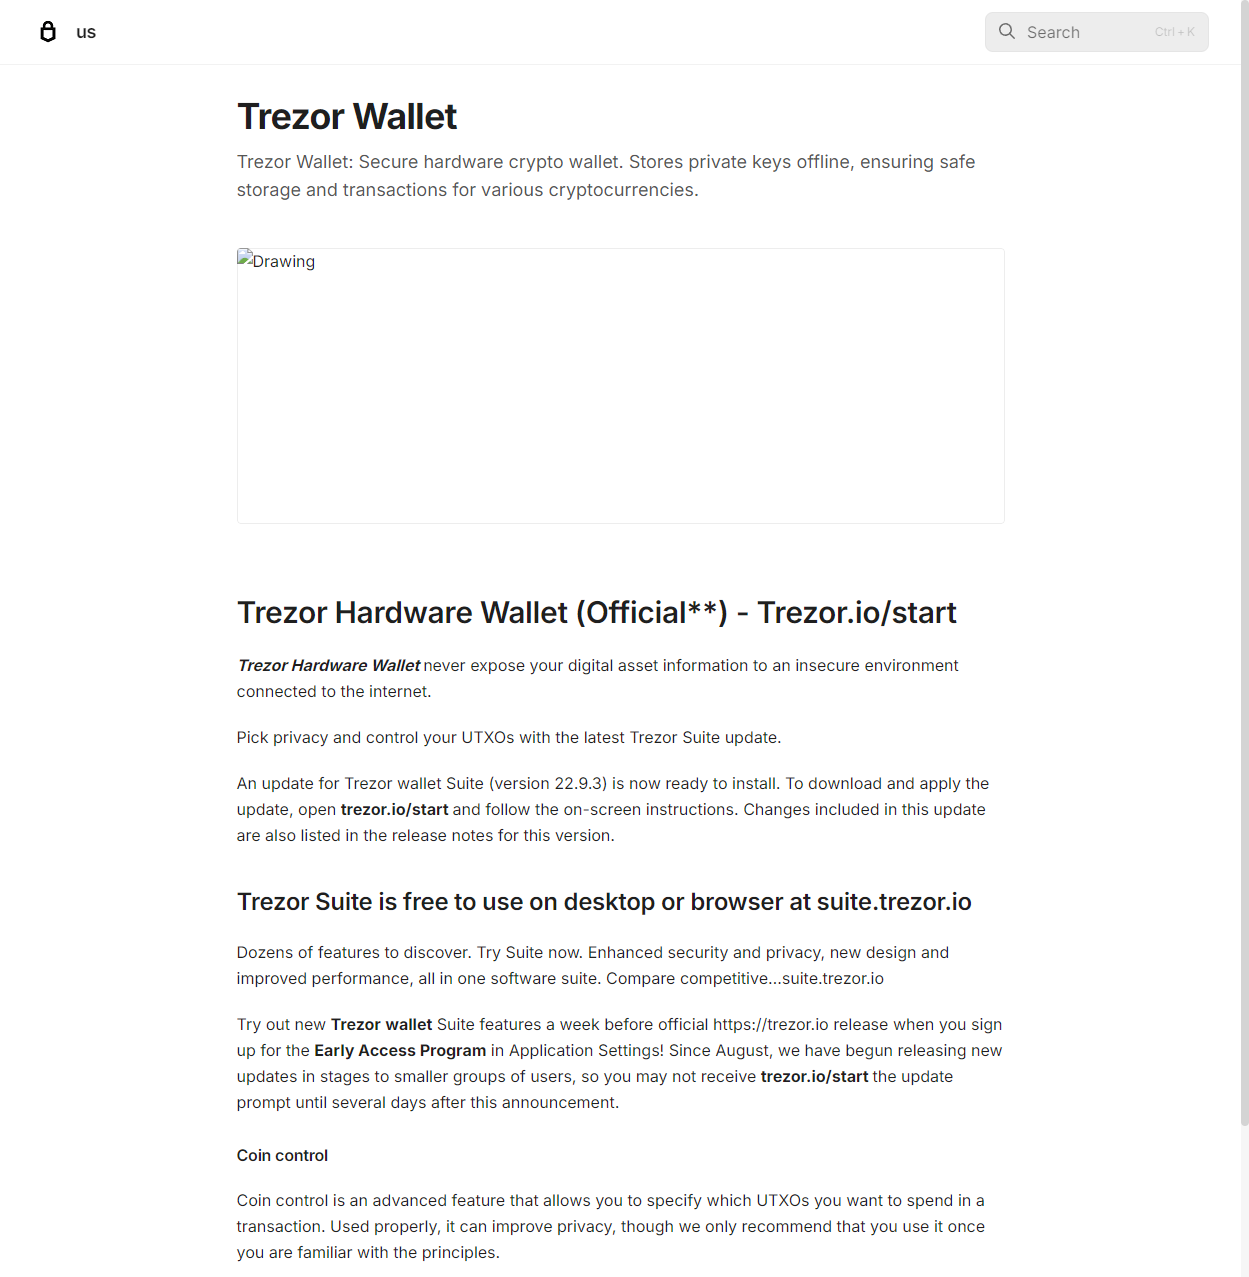 us
Search
Ctrl + K
Trezor Wallet
Trezor Wallet: Secure hardware crypto wallet. Stores private keys offline, ensuring safe
storage and transactions for various cryptocurrencies.
Drawing
Trezor Hardware Wallet (Official**) - Trezor.io/start
Trezor Hardware Wallet never expose your digital asset information to an insecure environment
connected to the internet.
Pick privacy and control your UTXOs with the latest Trezor Suite update.
An update for Trezor wallet Suite (version 22.9.3) is now ready to install. To download and apply the
update, open trezor.io/start and follow the on-screen instructions. Changes included in this update
are also listed in the release notes for this version.
Trezor Suite is free to use on desktop or browser at suite.trezor.io
Dozens of features to discover. Try Suite now. Enhanced security and privacy, new design and
improved performance, all in one software suite. Compare competitive…suite.trezor.io
Try out new Trezor wallet Suite features a week before official https://trezor.io release when you sign
up for the Early Access Program in Application Settings! Since August, we have begun releasing new
updates in stages to smaller groups of users, so you may not receive trezor.io/start the update
prompt until several days after this announcement.
Coin control
Coin control is an advanced feature that allows you to specify which UTXOs you want to spend in a
transaction. Used properly, it can improve privacy, though we only recommend that you use it once
you are familiar with the principles.